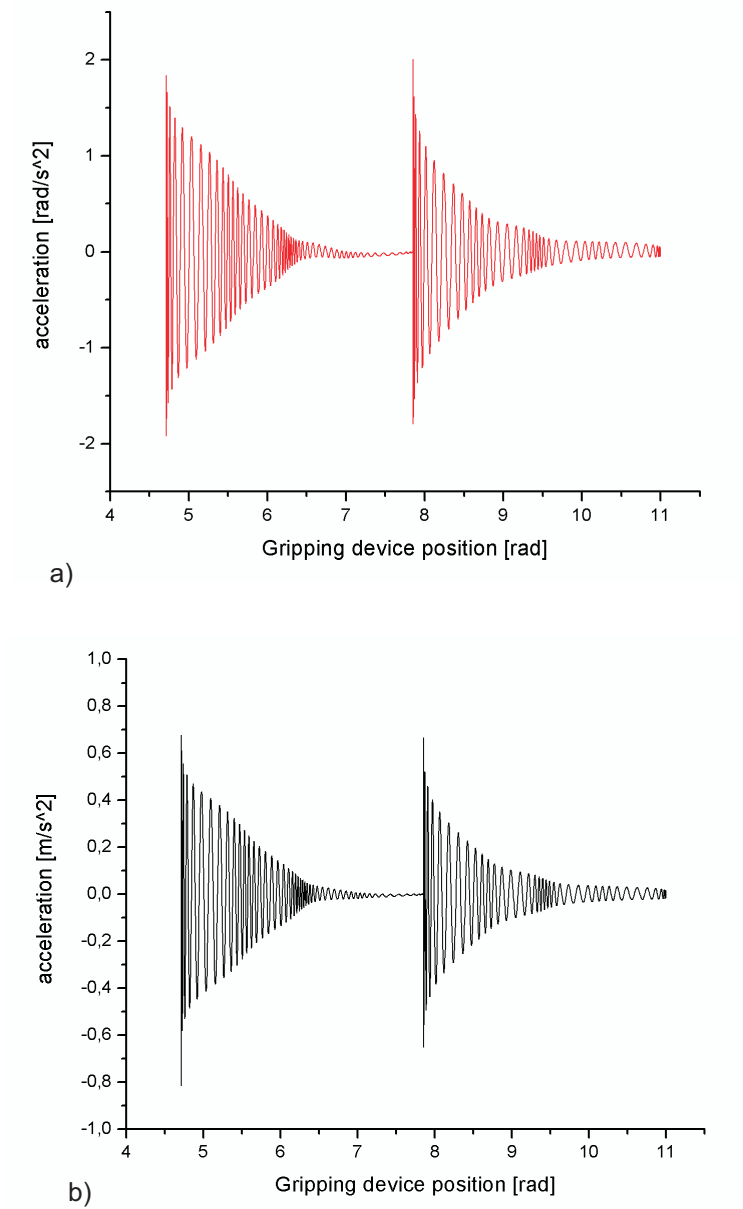 2
1
0
-1
-2
acceleration [rad/s^2]
4 5 6 7 8 9 10 11
Gripping device position [rad]
a)
1,0
0,8
0,6
0,4
0,2
0,0
-0,2
-0,4
-0,6
-0,8
-1,0
acceleration [m/s^2]
4 5 6 7 8 9 10 11
Gripping device position [rad]
b)